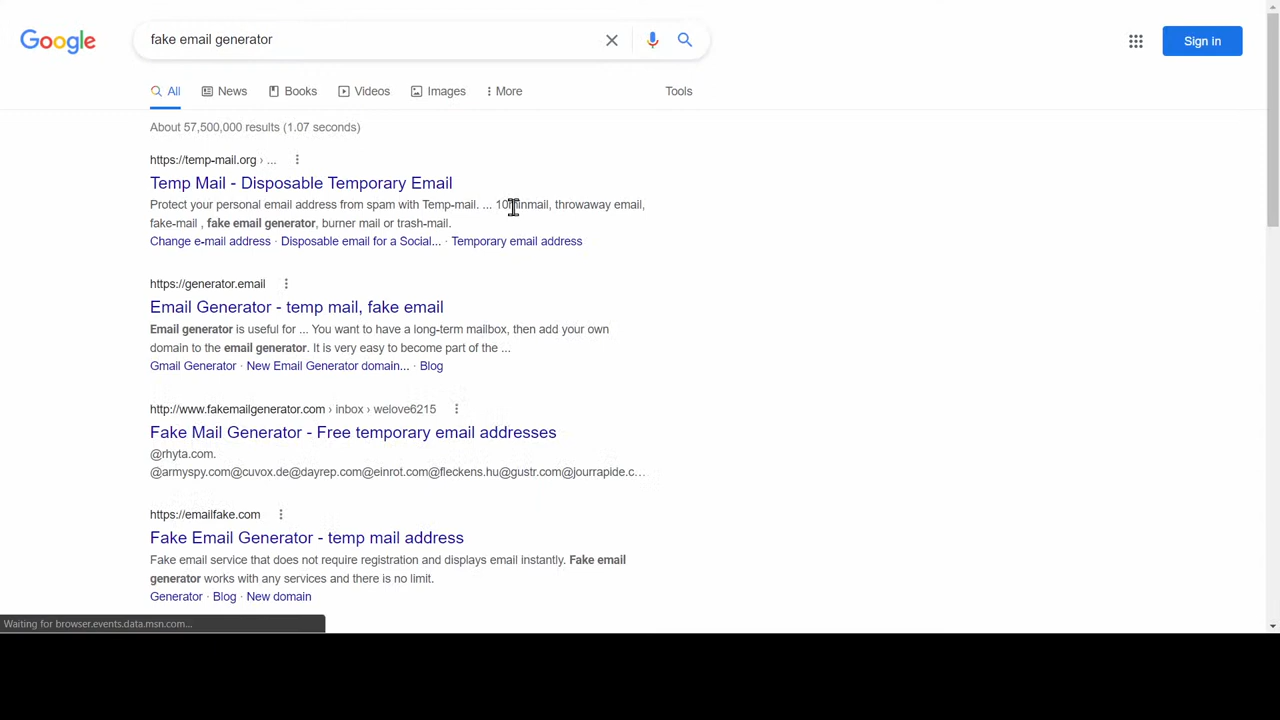 Google
fake email generator
Sign in
All News Books Videos Images More Tools
About 57,500,000 results (1.07 seconds)
https://temp-mail.org › ...
Temp Mail - Disposable Temporary Email
Protect your personal email address from spam with Temp-mail. ... 10minmail, throwaway email,
fake-mail , fake email generator, burner mail or trash-mail.
Change e-mail address · Disposable email for a Social... · Temporary email address
https://generator.email
Email Generator - temp mail, fake email
Email generator is useful for ... You want to have a long-term mailbox, then add your own
domain to the email generator. It is very easy to become part of the ...
Gmail Generator · New Email Generator domain... · Blog
http://www.fakemailgenerator.com › inbox › welove6215
Fake Mail Generator - Free temporary email addresses
@rhyta.com.
@armyspy.com@cuvox.de@dayrep.com@einrot.com@fleckens.hu@gustr.com@jourrapide.c...
https://emailfake.com
Fake Email Generator - temp mail address
Fake email service that does not require registration and displays email instantly. Fake email
generator works with any services and there is no limit.
Generator · Blog · New domain
Waiting for browser.events.data.msn.com...